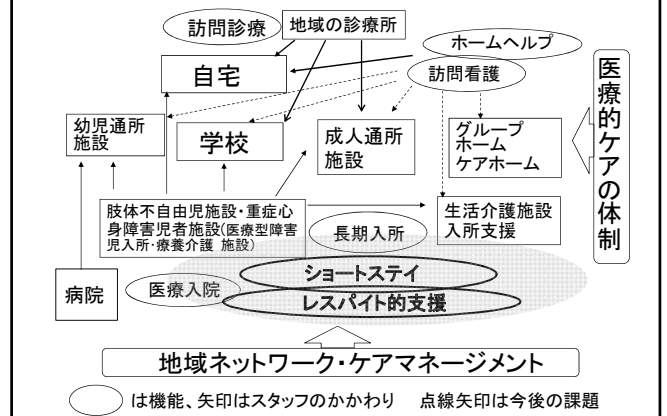 訪問診療
地域の診療所
ホームヘルプ
訪問看護
自宅
医療的ケアの体制
幼児通所
施設
学校
成人通所
施設
グループ
ホーム
ケアホーム
肢体不自由児施設・重症心
身障害児者施設(医療型障害
児入所・療養介護 施設)
長期入所
生活介護施設
入所支援
病院
医療入院
ショートステイ
レスパイト的支援
地域ネットワーク・ケアマネージメント
は機能、矢印はスタッフのかかわり 点線矢印は今後の課題